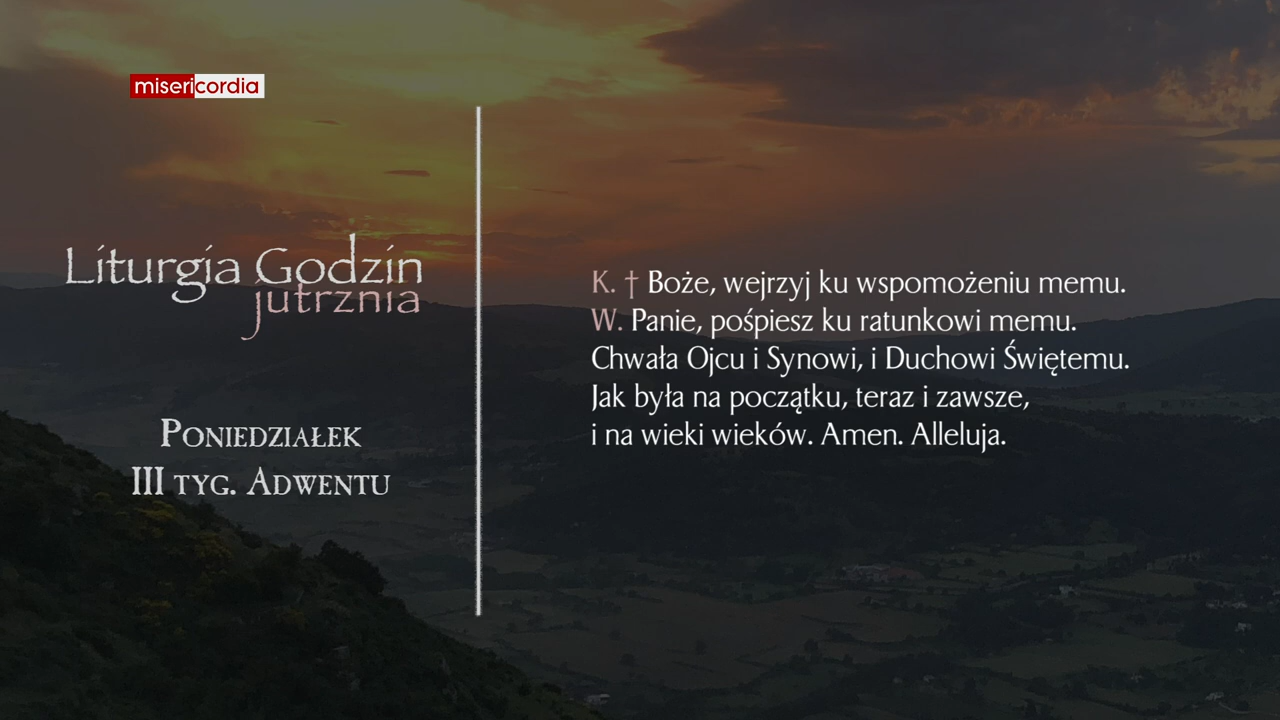 misericordia
Liturgia Godzin
jutrznia
Poniedziałek
III tyg. Adwentu
K. † Boże, wejrzyj ku wspomożeniu memu.
W. Panie, pośpiesz ku ratunkowi memu.
Chwała Ojcu i Synowi, i Duchowi Świętemu.
Jak była na początku, teraz i zawsze,
i na wieki wieków. Amen. Alleluja.